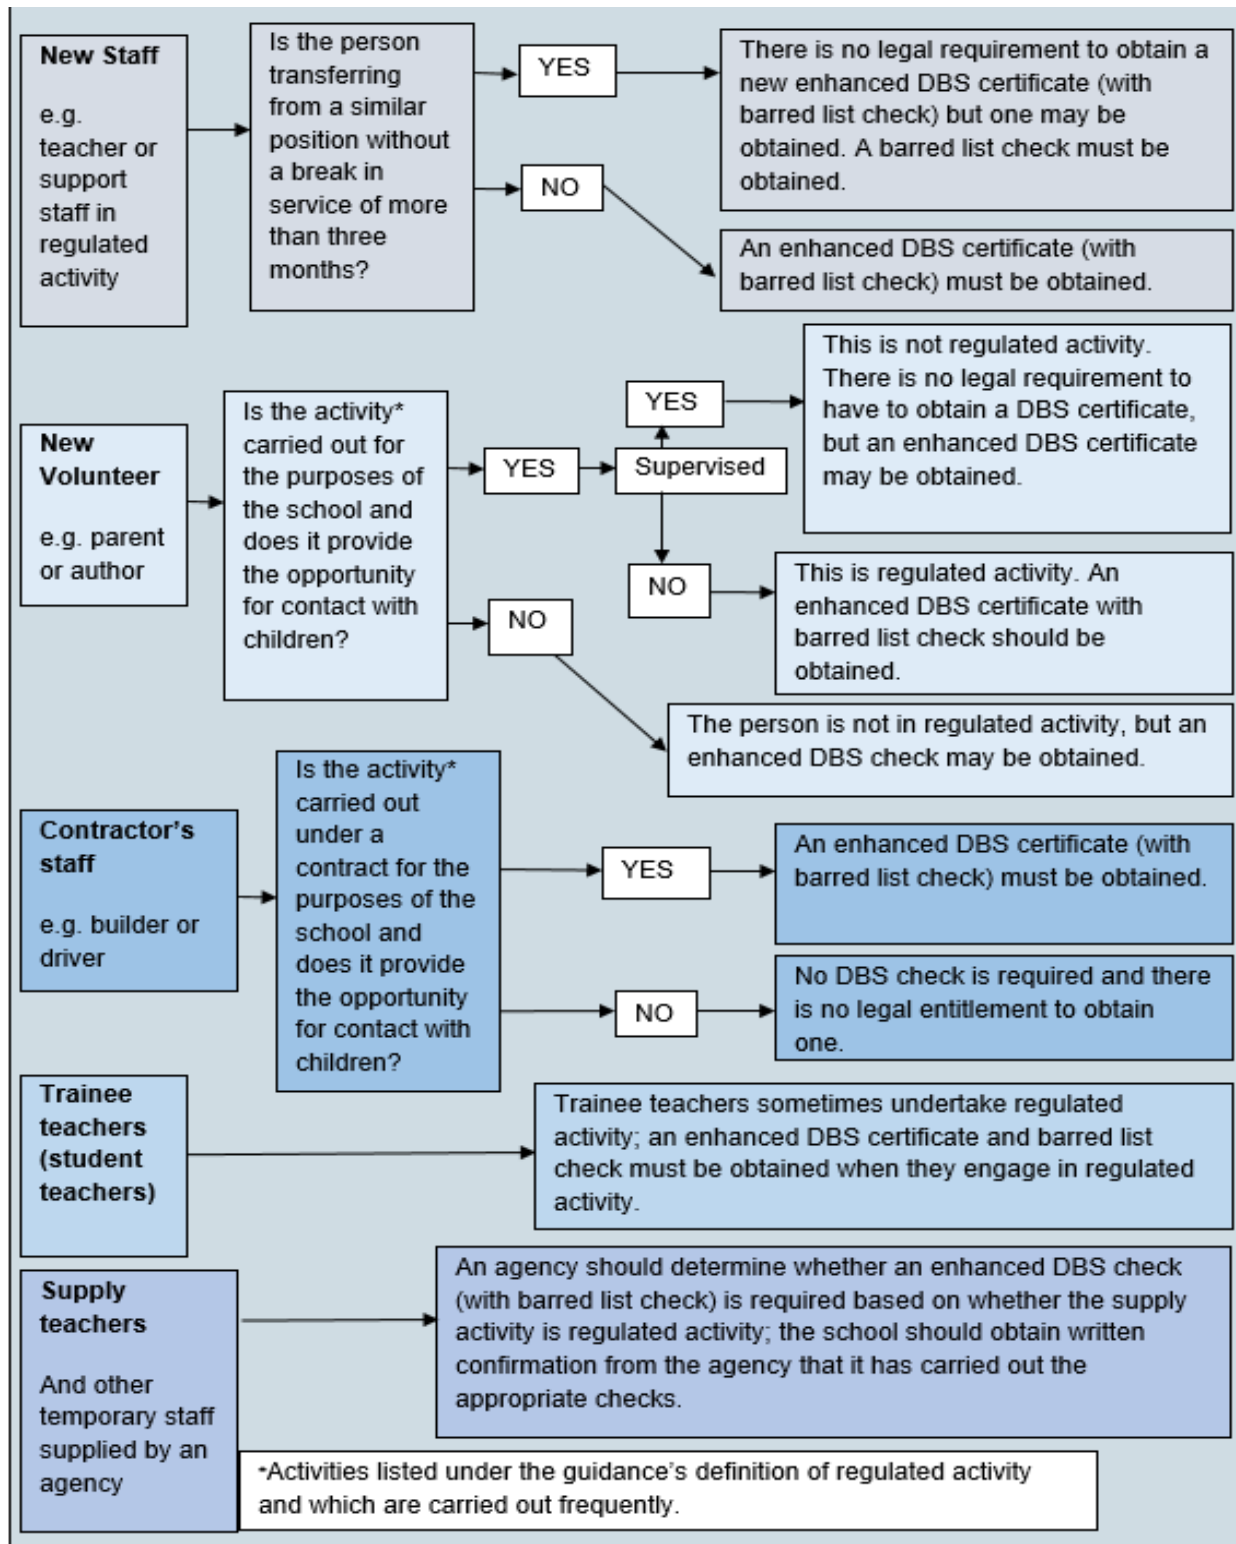 New Staff
e.g.
teacher or
support
staff in
regulated
activity
Is the person
transferring
from a similar
position without
a break in
service of more
than three
months?
YES
NO
There is no legal requirement to obtain a
new enhanced DBS certificate (with
barred list check) but one may be
obtained. A barred list check must be
obtained.
An enhanced DBS certificate (with
barred list check) must be obtained.
New
Volunteer
e.g. parent
or author
Is the activity*
carried out for
the purposes of
the school and
does it provide
the opportunity
for contact with
children?
YES
NO
Supervised
YES
NO
This is not regulated activity.
There is no legal requirement to
have to obtain a DBS certificate,
but an enhanced DBS certificate
may be obtained.
This is regulated activity. An
enhanced DBS certificate with
barred list check should be
obtained.
The person is not in regulated activity, but an
enhanced DBS check may be obtained.
Contractor's
staff
e.g. builder or
driver
Is the activity*
carried out
under a
contract for the
purposes of the
school and
does it provide
the opportunity
for contact with
children?
YES
NO
An enhanced DBS certificate (with
barred list check) must be obtained.
No DBS check is required and there
is no legal entitlement to obtain
one.
Trainee
teachers
(student
teachers)
Trainee teachers sometimes undertake regulated
activity; an enhanced DBS certificate and barred list
check must be obtained when they engage in regulated
activity.
Supply
teachers
And other
temporary staff
supplied by an
agency
An agency should determine whether an enhanced DBS check
(with barred list check) is required based on whether the supply
activity is regulated activity; the school should obtain written
confirmation from the agency that it has carried out the
appropriate checks.
*Activities listed under the guidance's definition of regulated activity
and which are carried out frequently.